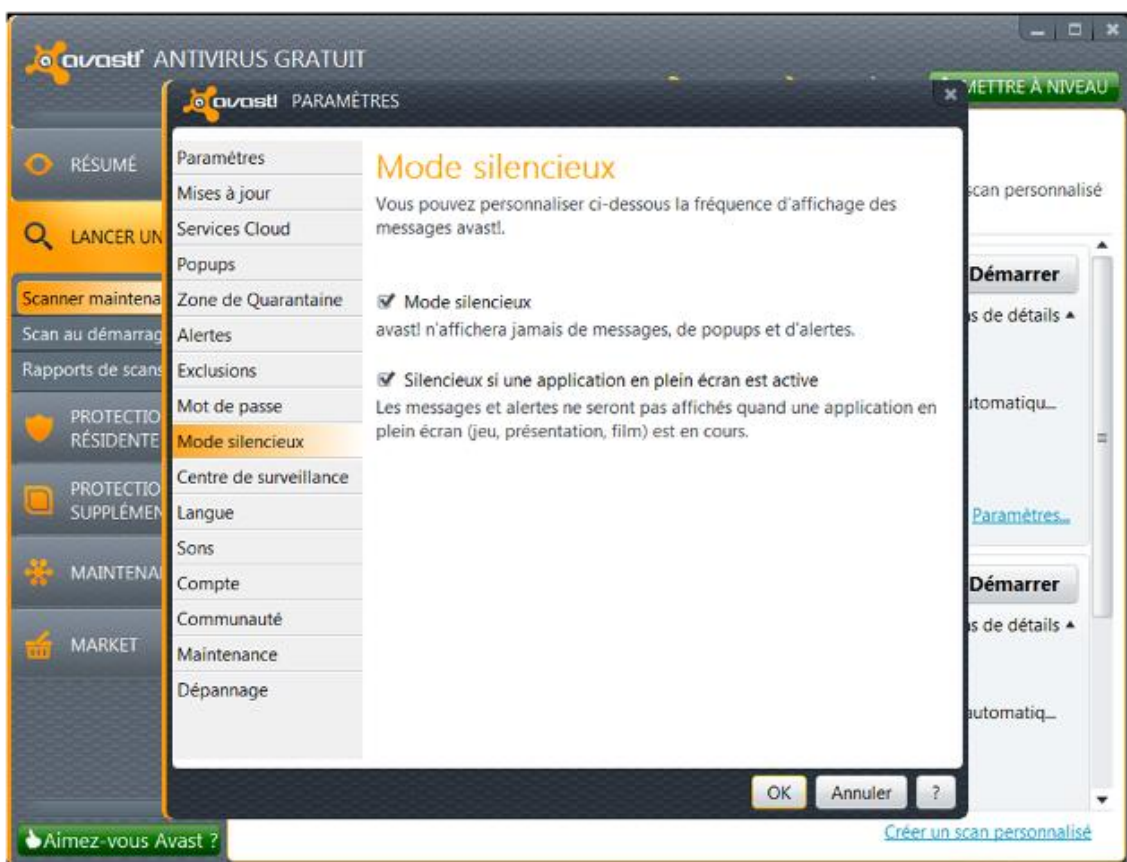 avast! ANTIVIRUS GRATUIT
METTRE À NIVEAU
avast! PARAMÈTRES
RÉSUMÉ
LANCER UN
Scanner maintena
Scan au démarrag
Rapports de scans
PROTECTIO
RÉSIDENTE
PROTECTIO
SUPPLÉMEN
MAINTENA
MARKET
Aimez-vous Avast ?
Paramètres
Mises à jour
Services Cloud
Popups
Zone de Quarantaine
Alertes
Exclusions
Mot de passe
Mode silencieux
Centre de surveillance
Langue
Sons
Compte
Communauté
Maintenance
Dépannage
Mode silencieux
Vous pouvez personnaliser ci-dessous la fréquence d'affichage des
messages avast!.
Mode silencieux
avast! n'affichera jamais de messages, de popups et d'alertes.
Silencieux si une application en plein écran est active
Les messages et alertes ne seront pas affichés quand une application en
plein écran (jeu, présentation, film) est en cours.
OK
Annuler
?
scan personnalisé
Démarrer
s de détails
utomatiqu...
Paramètres...
Démarrer
s de détails
automatiq...
Créer un scan personnalisé